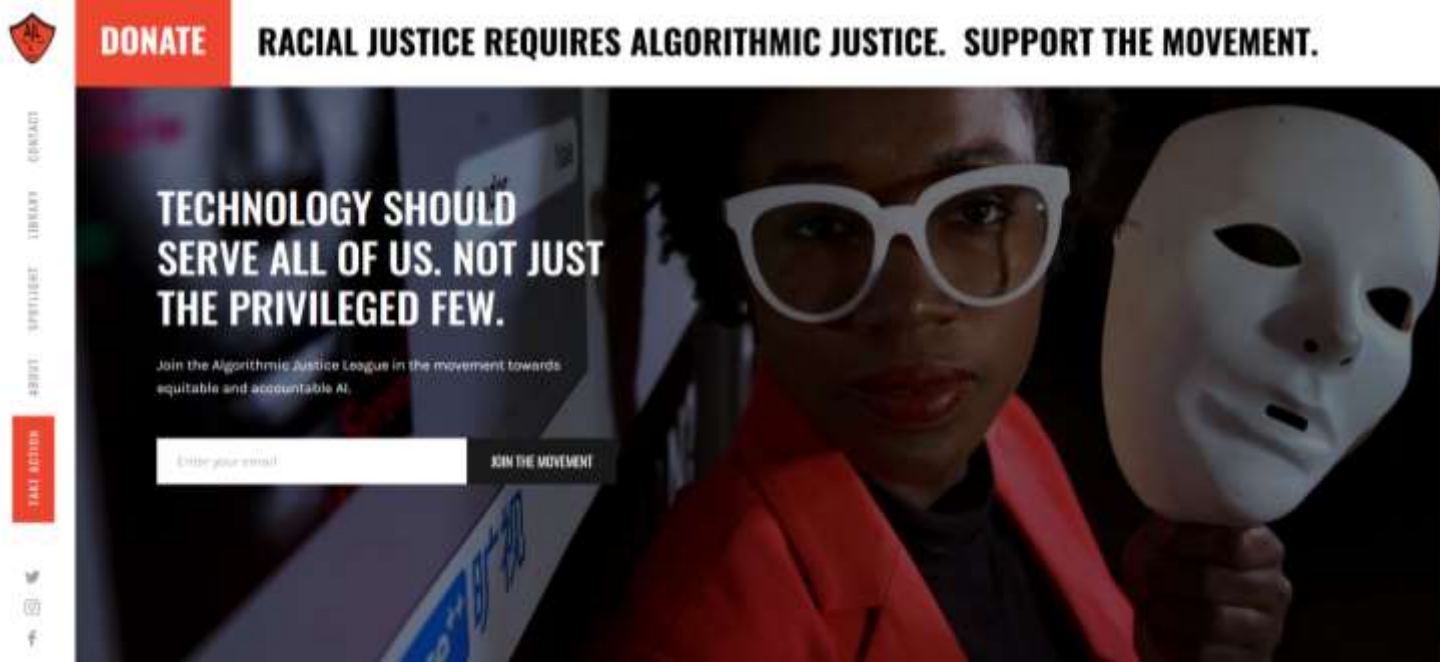 AJL
DONATE
RACIAL JUSTICE REQUIRES ALGORITHMIC JUSTICE. SUPPORT THE MOVEMENT.
CONTACT
LIBRARY
SPOTLIGHT
ABOUT
TAKE ACTION
TECHNOLOGY SHOULD
SERVE ALL OF US. NOT JUST
THE PRIVILEGED FEW.
Join the Algorithmic Justice League in the movement towards
equitable and accountable AI.
Enter your email
JOIN THE MOVEMENT